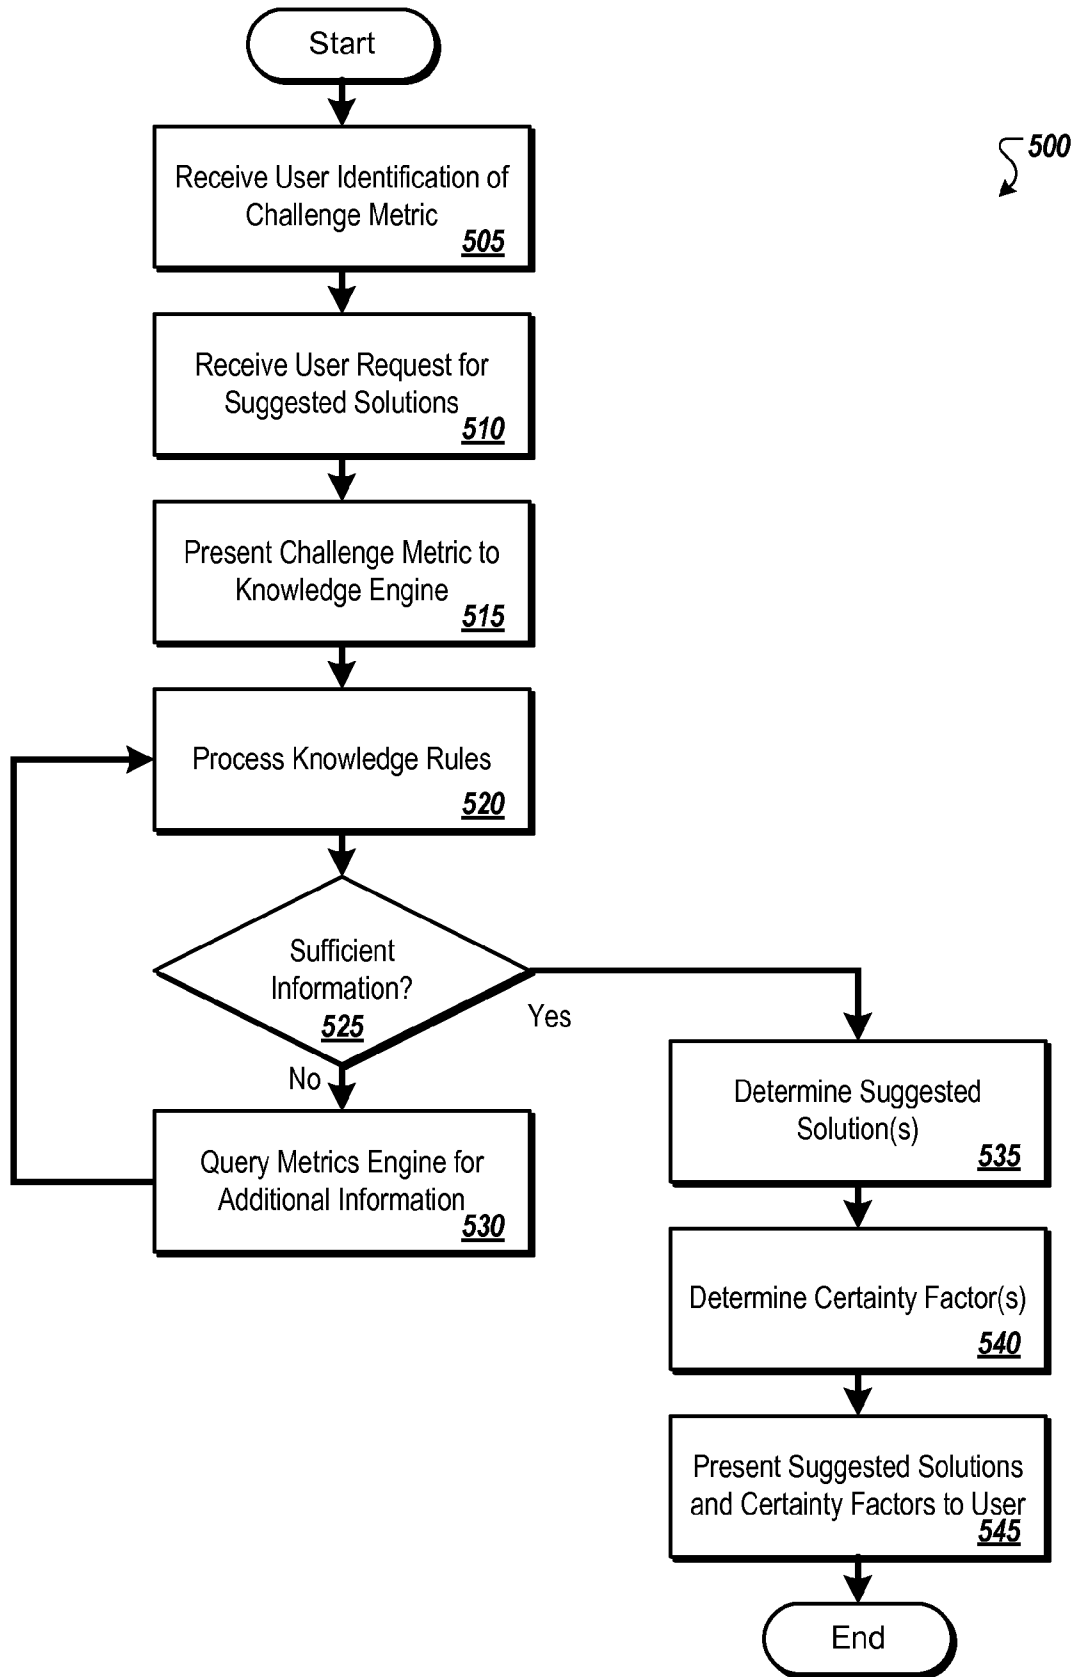 Start
500
Receive User Identification of
Challenge Metric
505
Receive User Request for
Suggested Solutions
510
Present Challenge Metric to
Knowledge Engine
515
Process Knowledge Rules
520
Sufficient
Information?
525
Yes
No
Query Metrics Engine for
Additional Information
530
Determine Suggested
Solution(s)
535
Determine Certainty Factor(s)
540
Present Suggested Solutions
and Certainty Factors to User
545
End